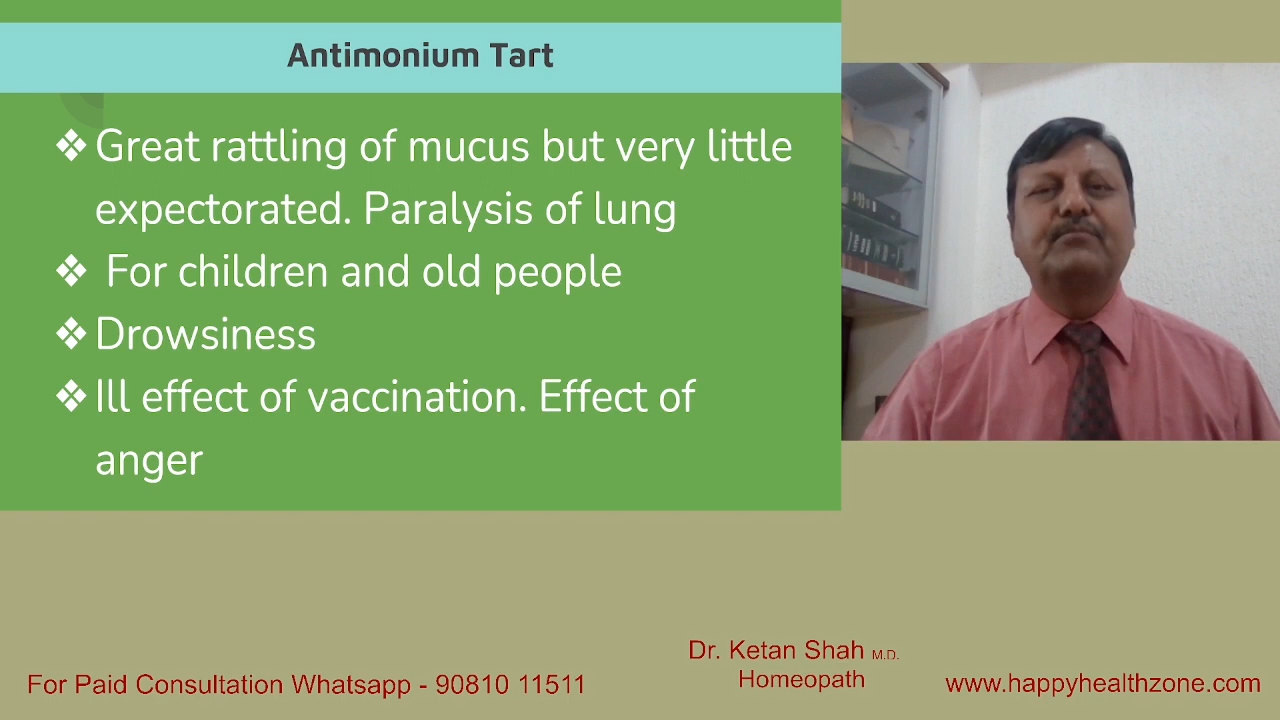 Antimonium Tart
❖ Great rattling of mucus but very little
expectorated. Paralysis of lung
❖ For children and old people
❖ Drowsiness
❖ Ill effect of vaccination. Effect of
anger
Dr. Ketan Shah M.D.
Homeopath
For Paid Consultation Whatsapp - 90810 11511
www.happyhealthzone.com